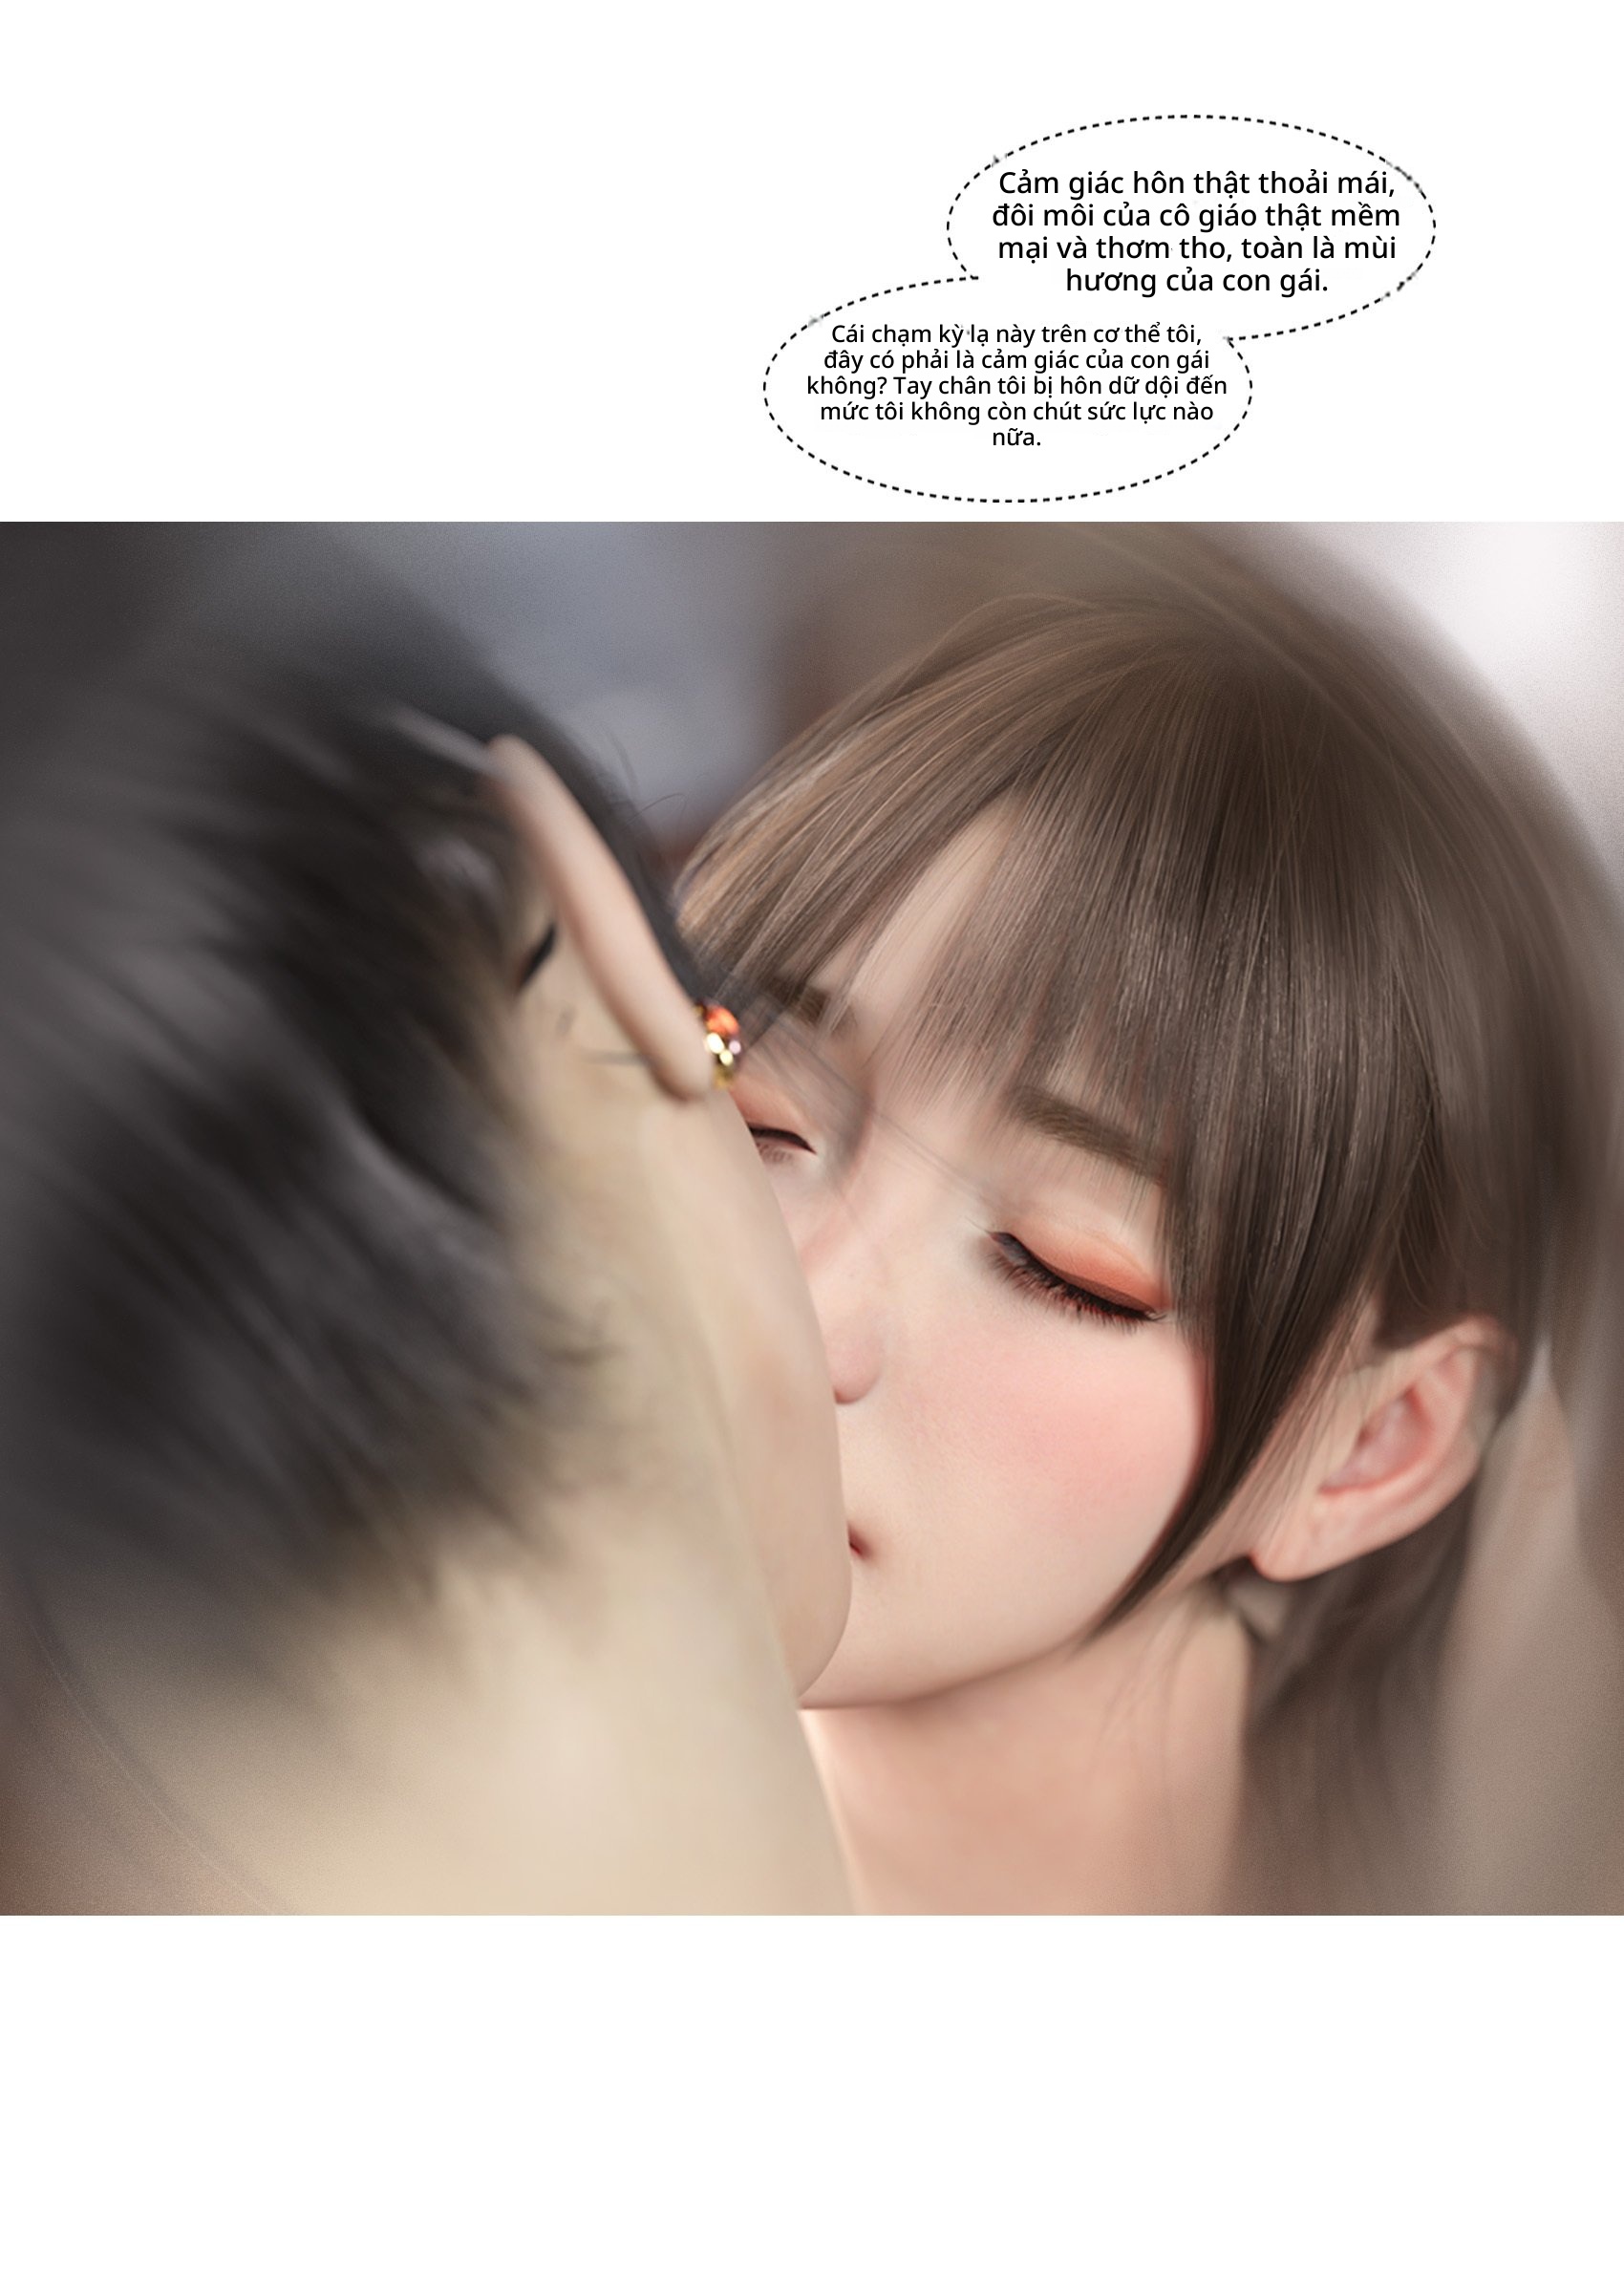 Cảm giác hôn thật thoải mái,
đôi môi của cô giáo thật mềm
mại và thơm tho, toàn là mùi
hương của con gái.
Cái chạm kỳ lạ này trên cơ thể tôi,
đây có phải là cảm giác của con gái
không? Tay chân tôi bị hôn dữ dội đến
mức tôi không còn chút sức lực nào
nữa.